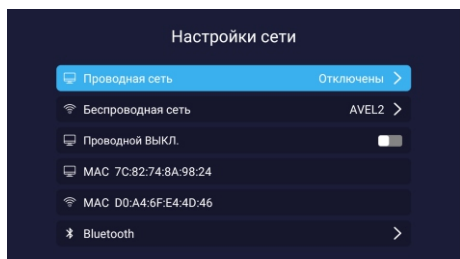 Настройки сети
Проводная сеть Отключены
Беспроводная сеть AVEL2
Проводной ВЫКЛ.
MAC 7C:82:74:8A:98:24
MAC D0:A4:6F:E4:4D:46
Bluetooth